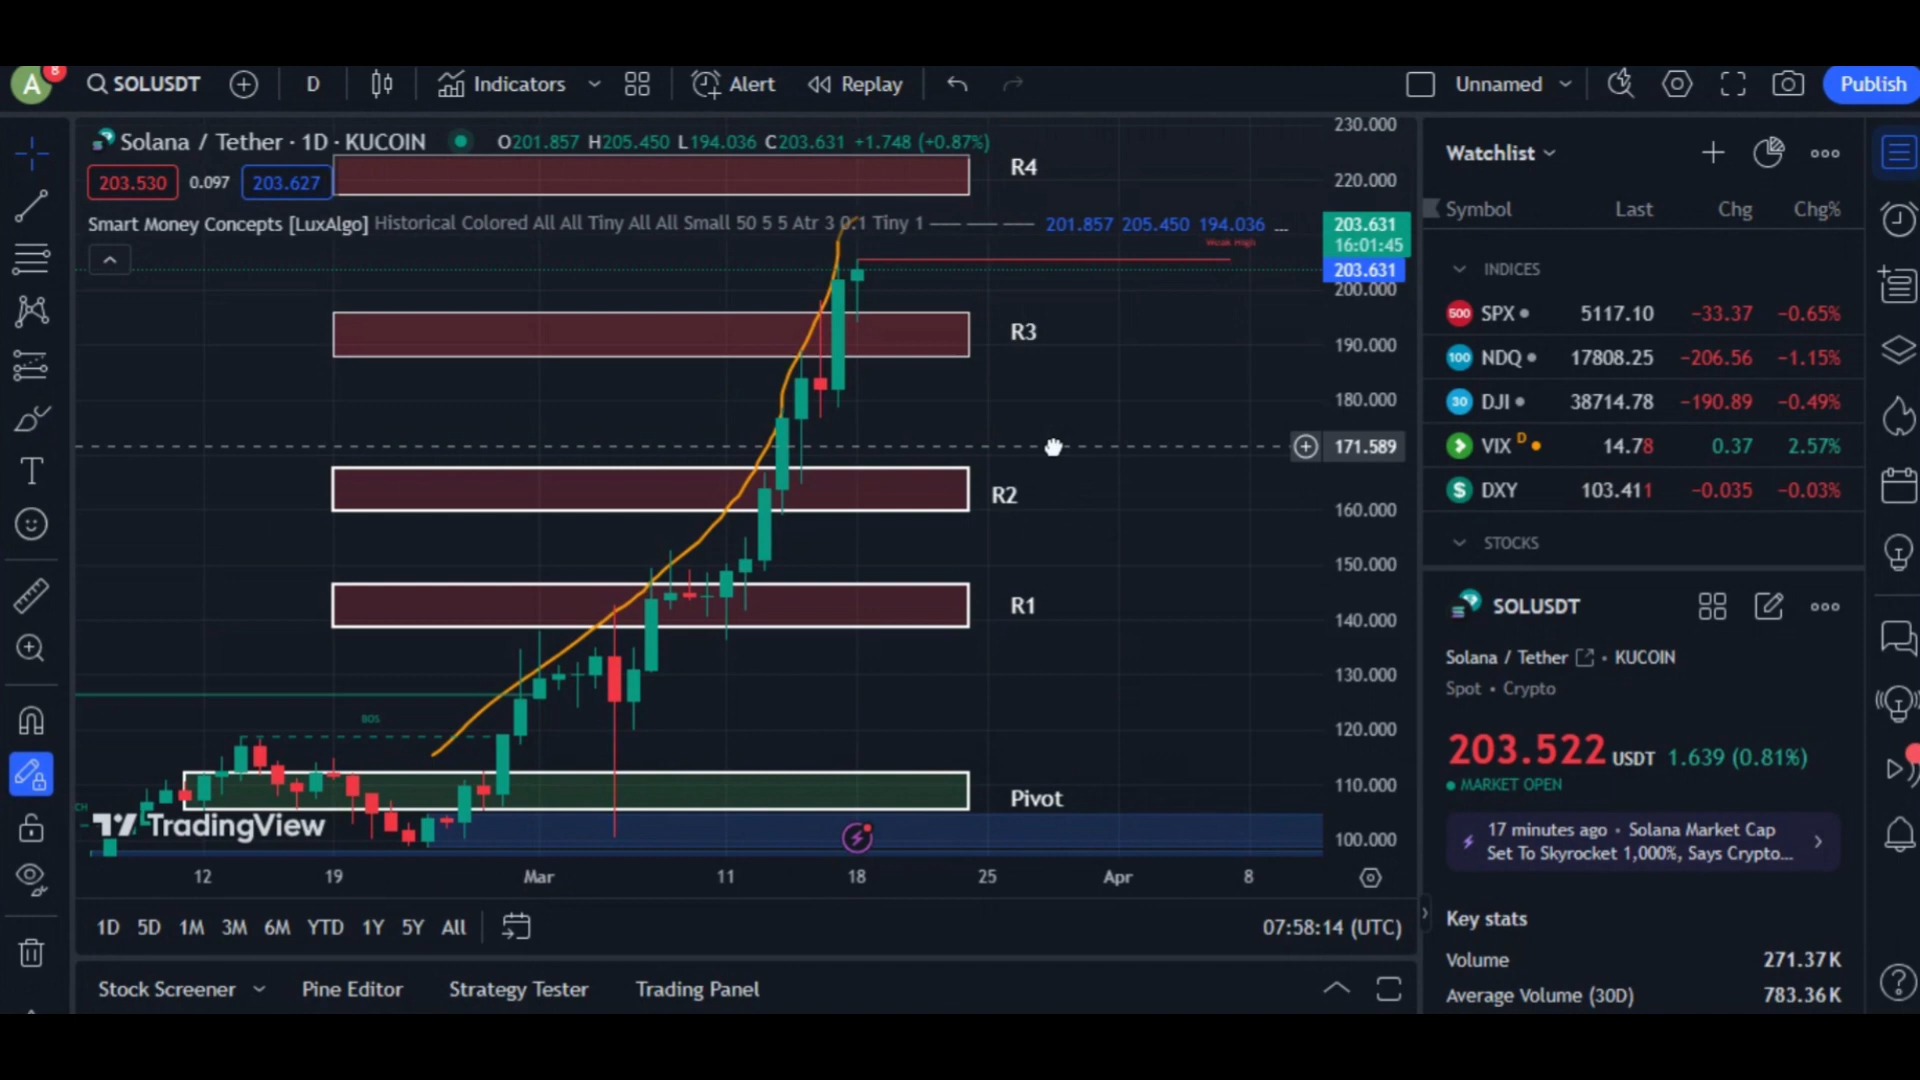 A 8 SOLUSDT D Indicators Alert Replay Unnamed Publish
Solana / Tether · 1D · KUCOIN O201.857 H205.450 L194.036 C203.631 +1.748 (+0.87%)
203.530 0.097 203.627
Smart Money Concepts [LuxAlgo] Historical Colored All All Tiny All All Small 50 5 5 Atr 3 0.1 Tiny 1 201.857 205.450 194.036 ...
Weak High
R4
R3
R2
R1
Pivot
BOS
CH
TradingView
230.000
220.000
203.631
16:01:45
203.631
200.000
190.000
180.000
171.589
160.000
150.000
140.000
130.000
120.000
110.000
100.000
12 19 Mar 11 18 25 Apr 8
1D 5D 1M 3M 6M YTD 1Y 5Y All 07:58:14 (UTC)
Stock Screener Pine Editor Strategy Tester Trading Panel
Watchlist
Symbol Last Chg Chg%
INDICES
500 SPX 5117.10 −33.37 −0.65%
100 NDQ 17808.25 −206.56 −1.15%
30 DJI 38714.78 −190.89 −0.49%
VIX D 14.78 0.37 2.57%
S DXY 103.411 −0.035 −0.03%
STOCKS
SOLUSDT
Solana / Tether · KUCOIN
Spot · Crypto
203.522 USDT 1.639 (0.81%)
MARKET OPEN
17 minutes ago · Solana Market Cap
Set To Skyrocket 1,000%, Says Crypto...
Key stats
Volume 271.37K
Average Volume (30D) 783.36K